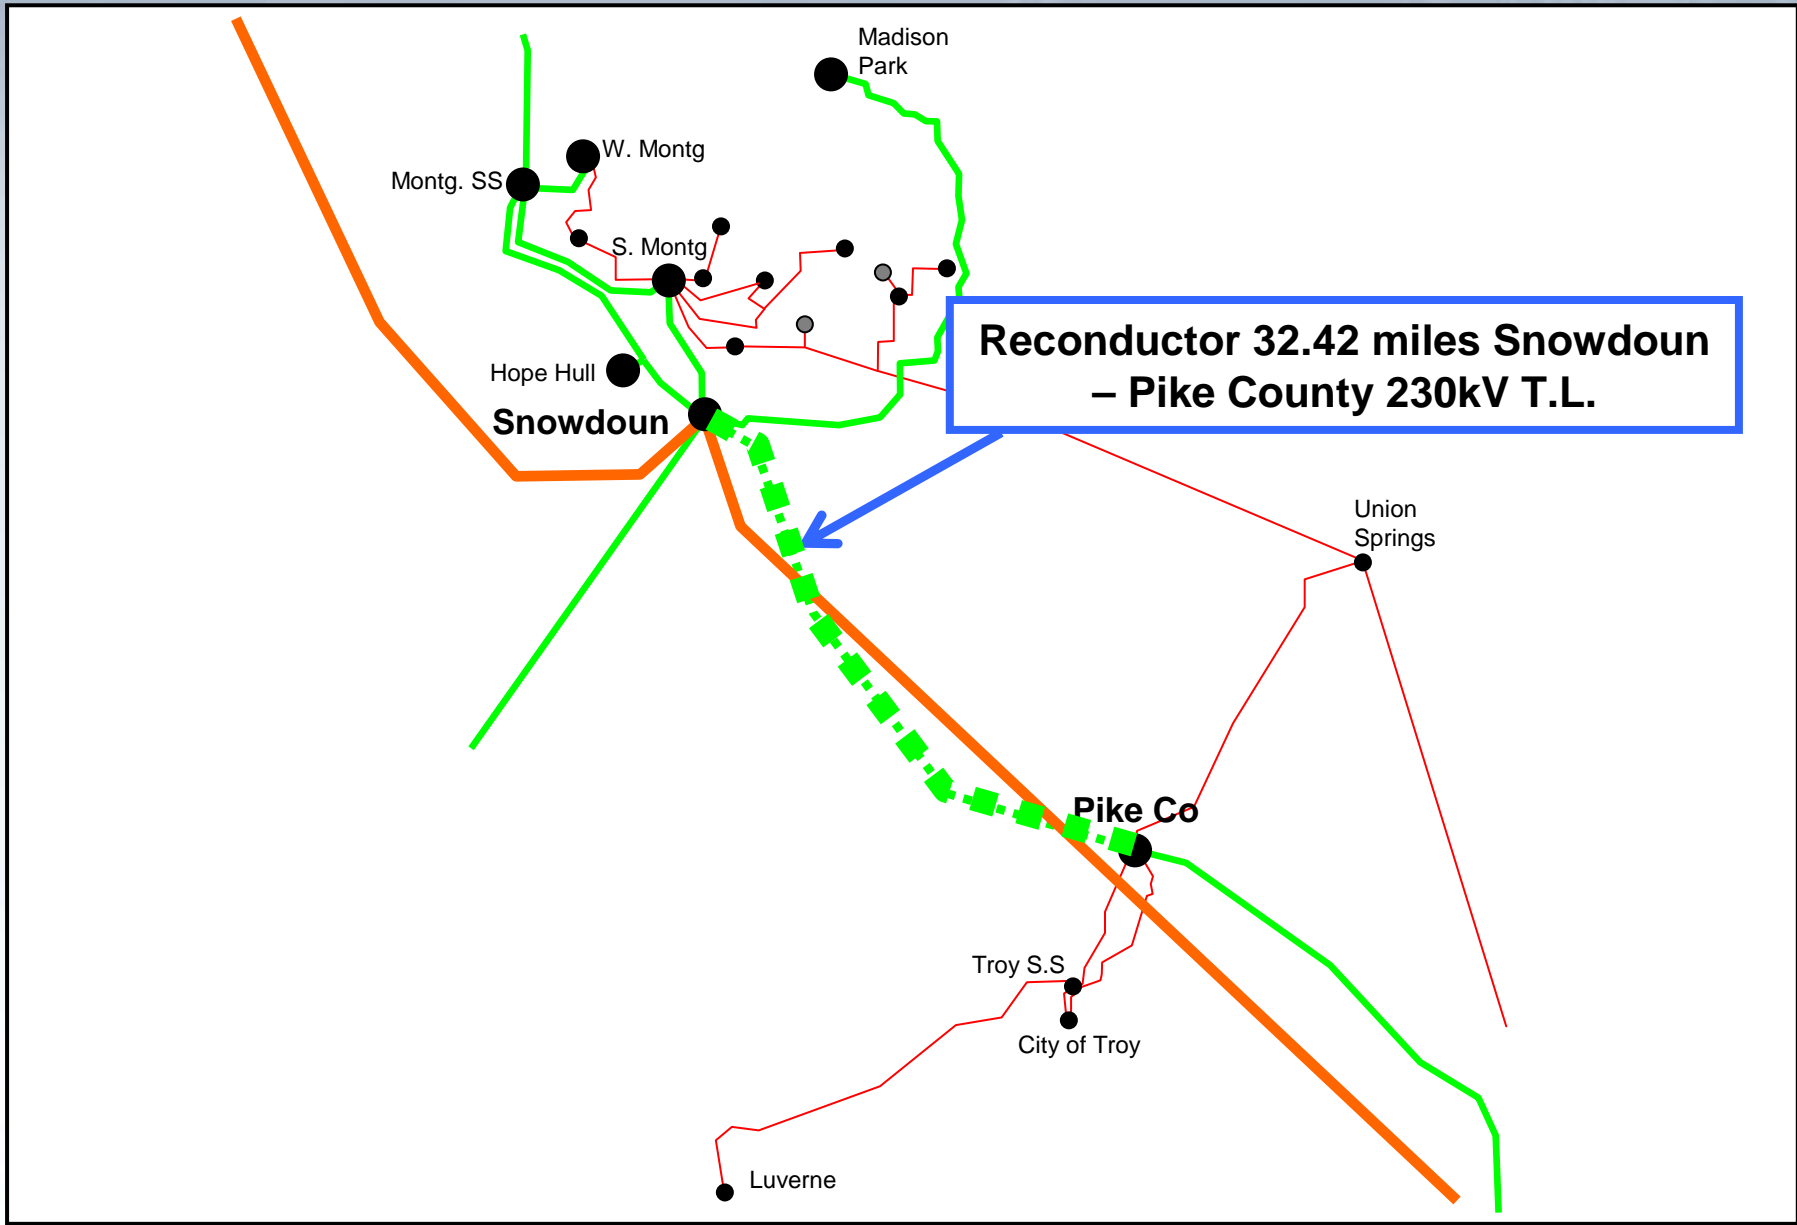 Madison
Park
W. Montg
Montg. SS
S. Montg
Reconductor 32.42 miles Snowdoun
– Pike County 230kV T.L.
Hope Hull
Snowdoun
Union
Springs
Pike Co
Troy S.S
City of Troy
Luverne